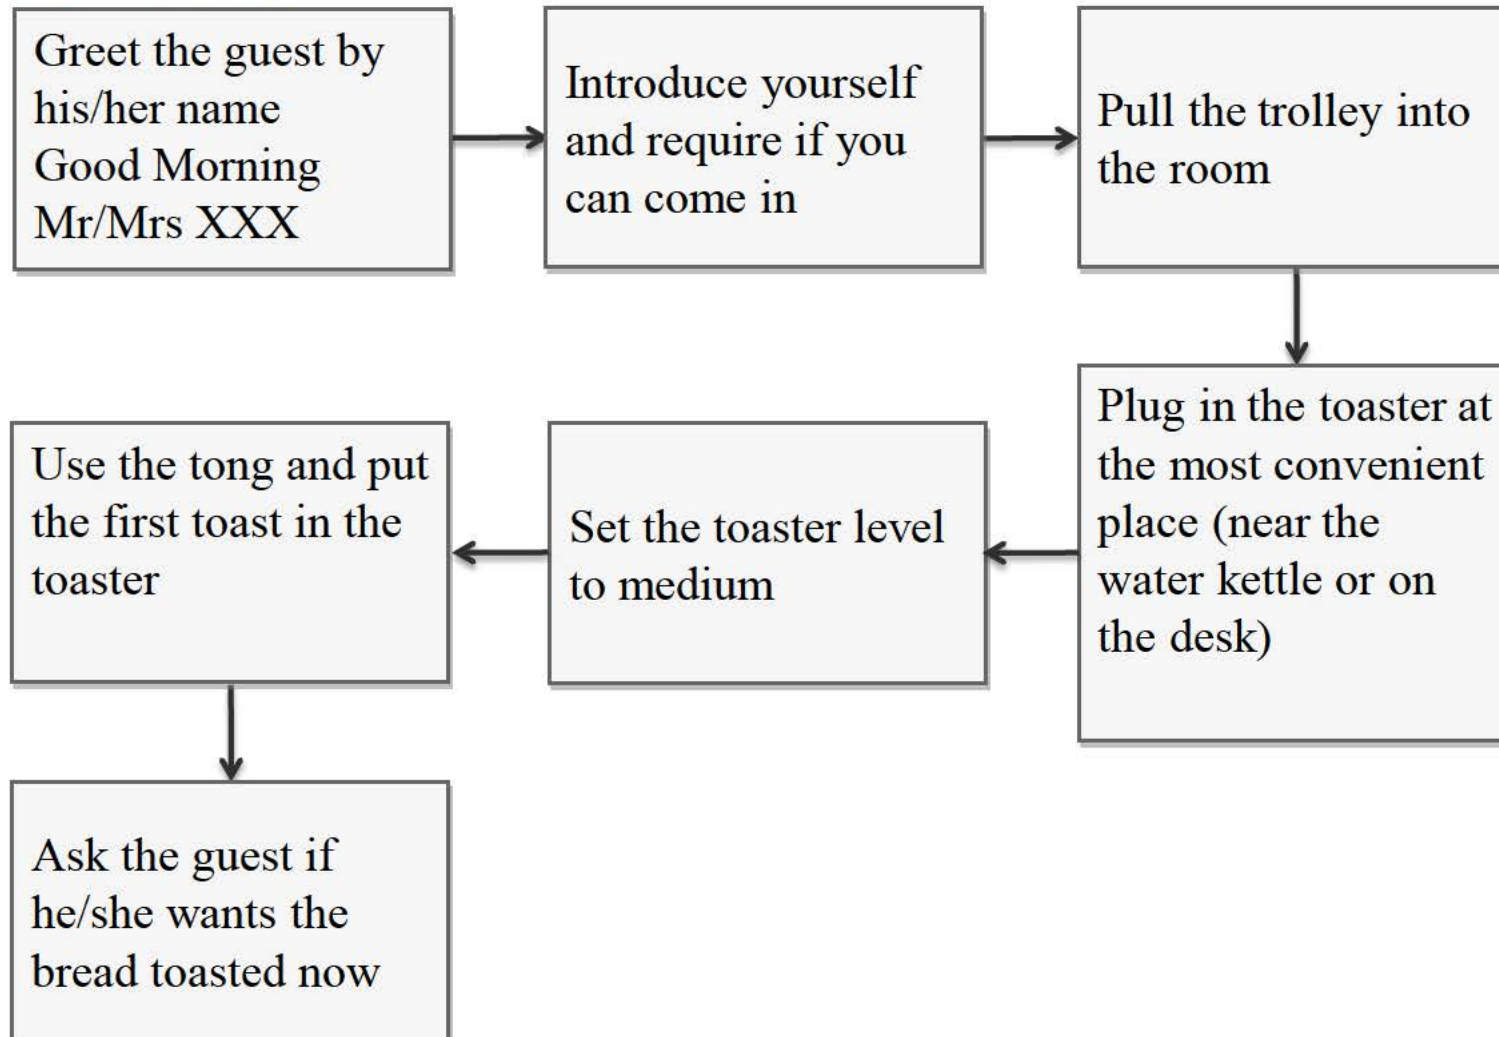 Greet the guest by
his/her name
Good Morning
Mr/Mrs XXX
Introduce yourself
and require if you
can come in
Pull the trolley into
the room
Plug in the toaster at
the most convenient
place (near the
water kettle or on
the desk)
Set the toaster level
to medium
Use the tong and put
the first toast in the
toaster
Ask the guest if
he/she wants the
bread toasted now